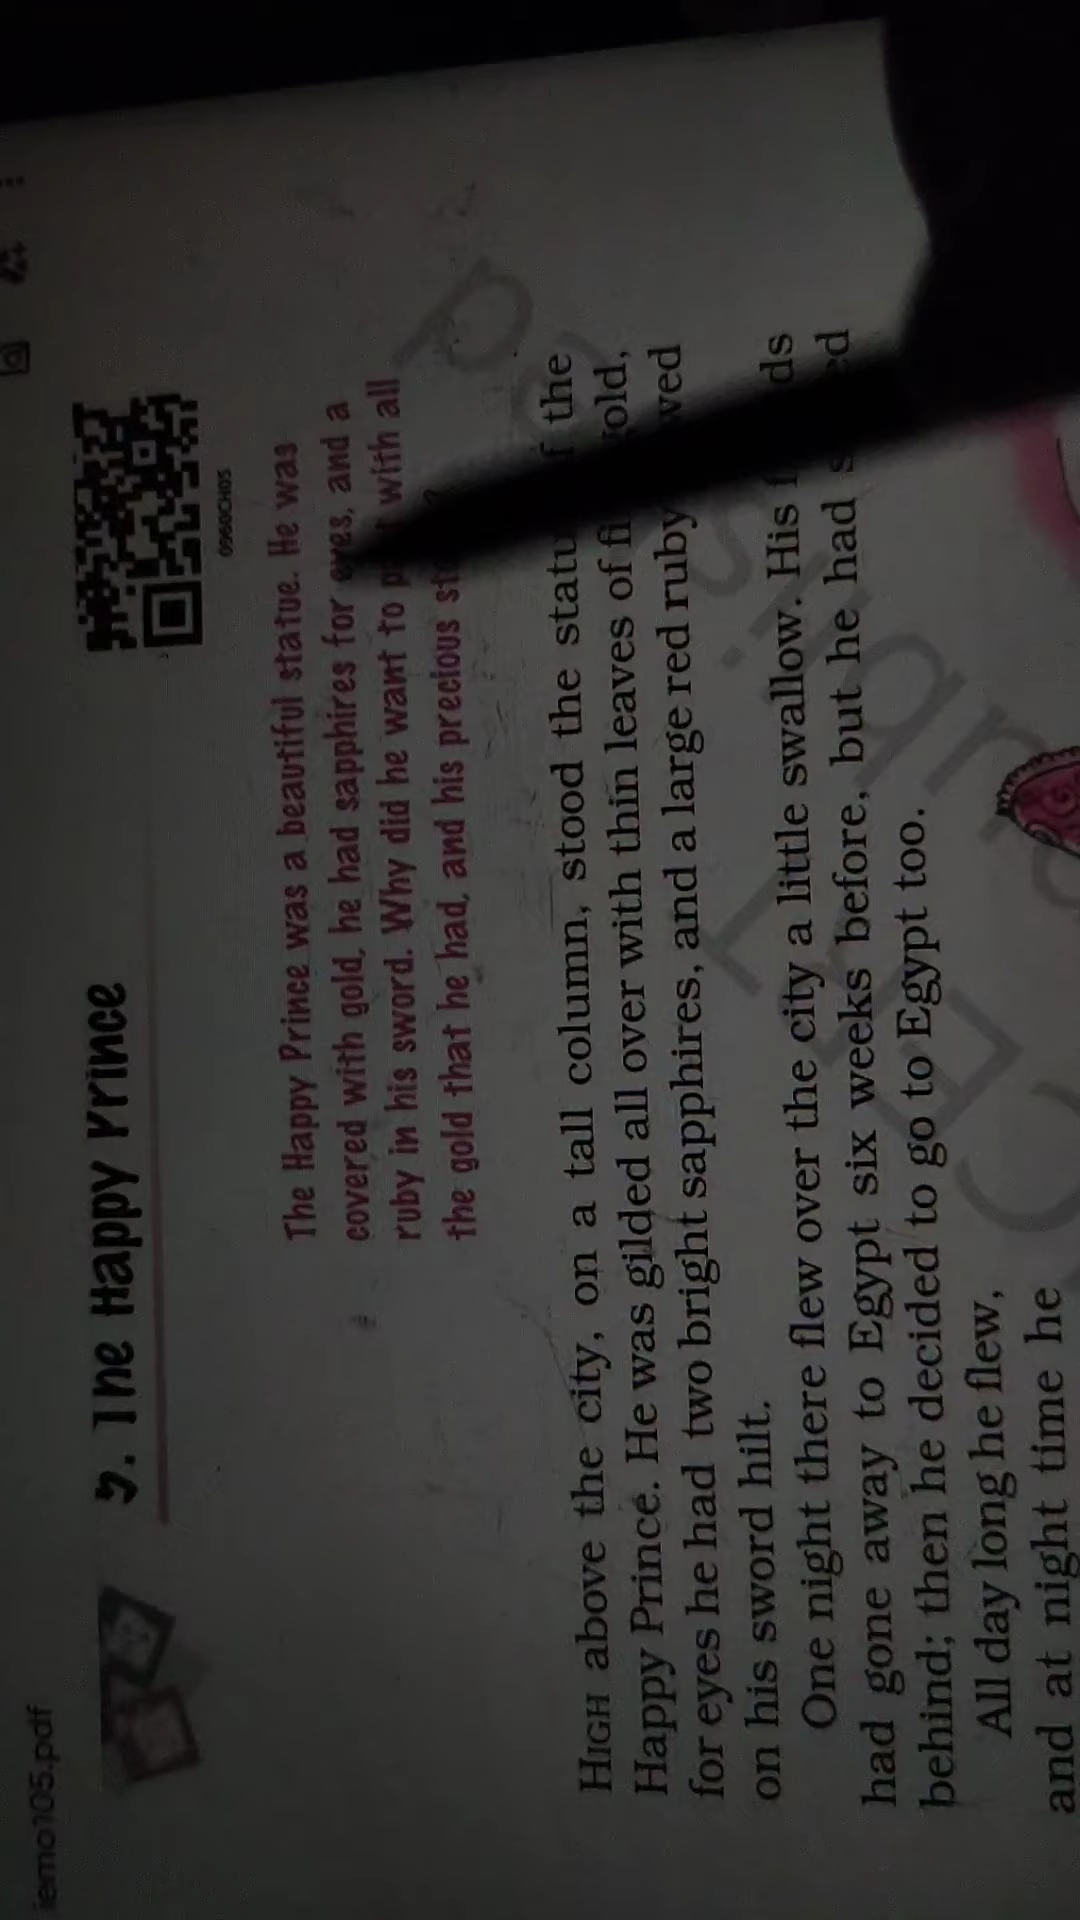 iemo105.pdf
5. The Happy Prince
0960CH05
The Happy Prince was a beautiful statue. He was
covered with gold, he had sapphires for eyes, and a
ruby in his sword. Why did he want to with all
the gold that he had, and his precious
HIGH above the city, on a tall column, stood the the
Happy Prince. He was gilded all over with thin leaves of
for eyes he had two bright sapphires, and a large red ruby
on his sword hilt.
One night there flew over the city a little swallow. His
had gone away to Egypt six weeks before, but he had
behind; then he decided to go to Egypt too.
All day long he flew,
and at night time he